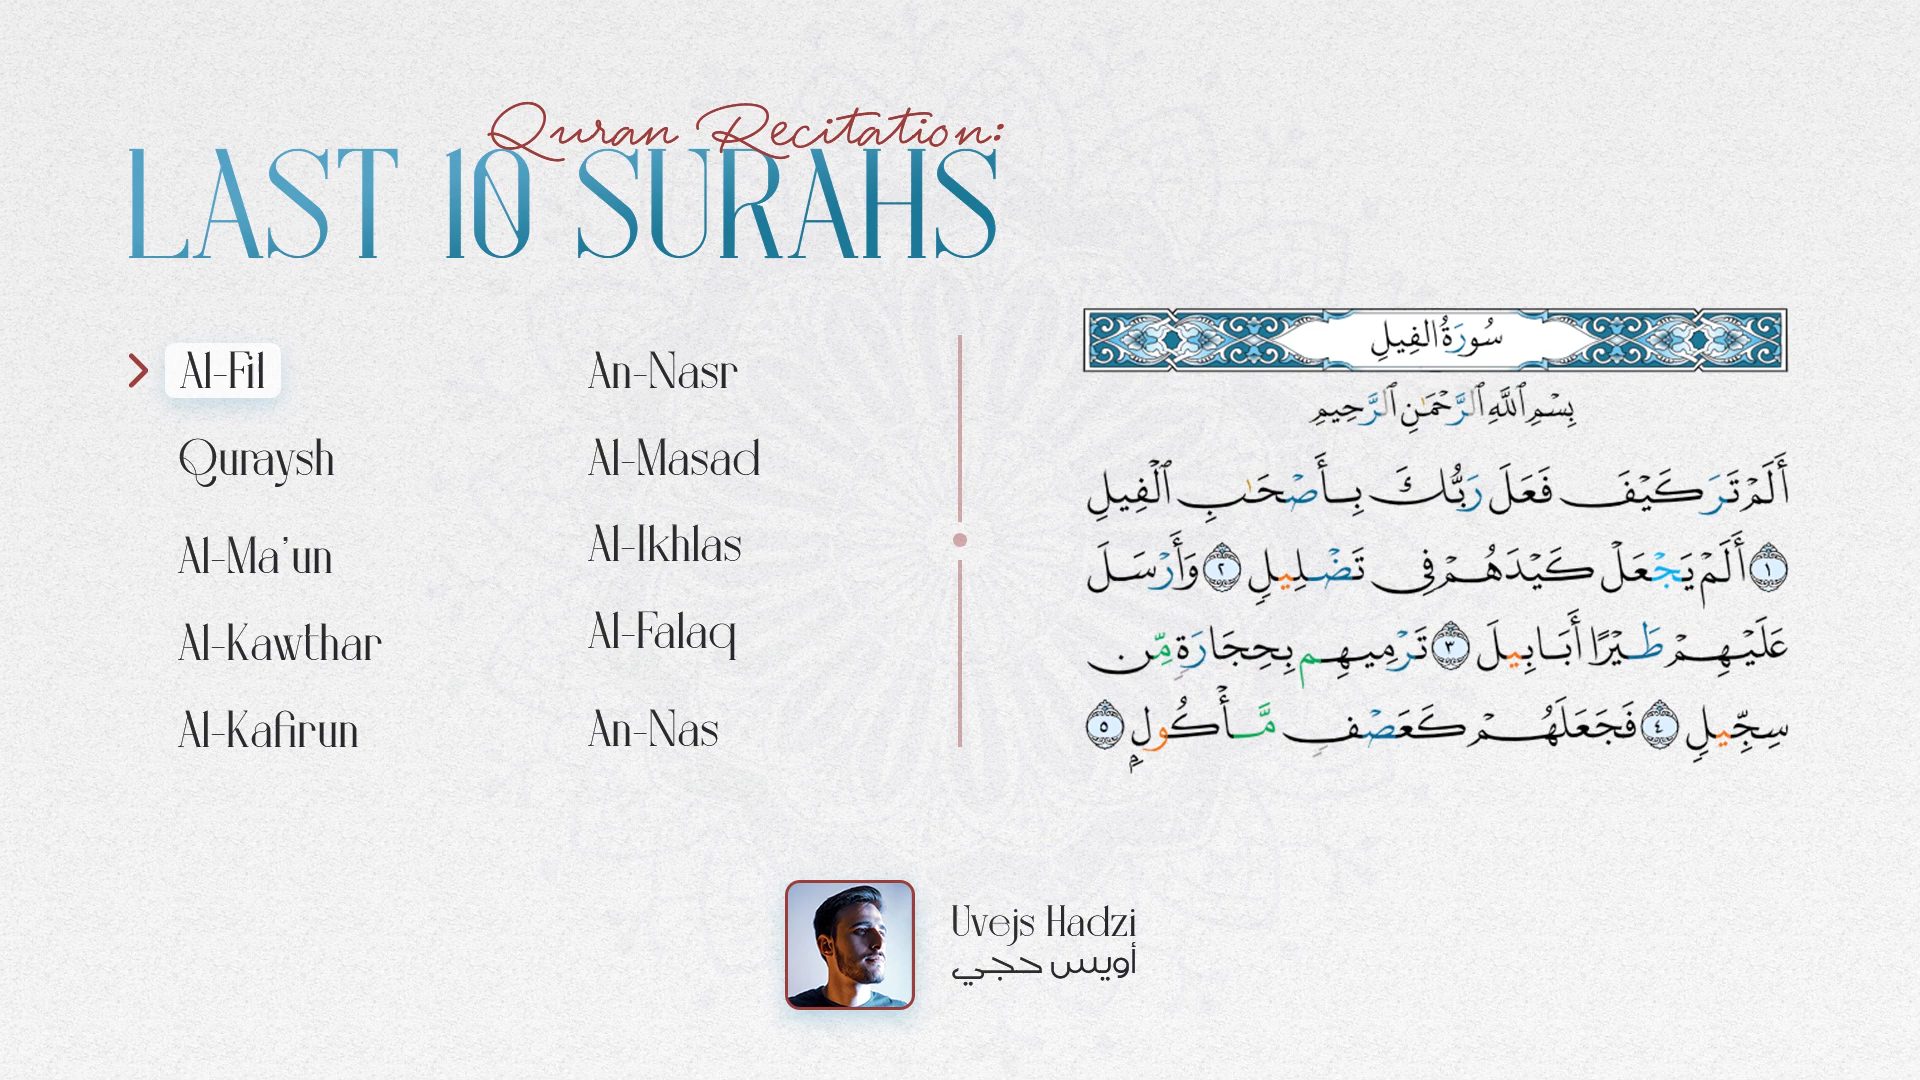 Quran Recitation:
LAST 10 SURAHS
Al-Fil
Quraysh
Al-Ma'un
Al-Kawthar
Al-Kafirun
An-Nasr
Al-Masad
Al-Ikhlas
Al-Falaq
An-Nas
سُورَةُ الفِيلِ
بِسْمِ ٱللَّهِ ٱلرَّحْمَـٰنِ ٱلرَّحِيمِ
أَلَمْ تَرَ كَيْفَ فَعَلَ رَبُّكَ بِأَصْحَـٰبِ ٱلْفِيلِ
١ أَلَمْ يَجْعَلْ كَيْدَهُمْ فِى تَضْلِيلٍ ٢ وَأَرْسَلَ
عَلَيْهِمْ طَيْرًا أَبَابِيلَ ٣ تَرْمِيهِم بِحِجَارَةٍ مِّن
سِجِّيلٍ ٤ فَجَعَلَهُمْ كَعَصْفٍ مَّأْكُولٍ ٥
Uvejs Hadzi
أويس حجي